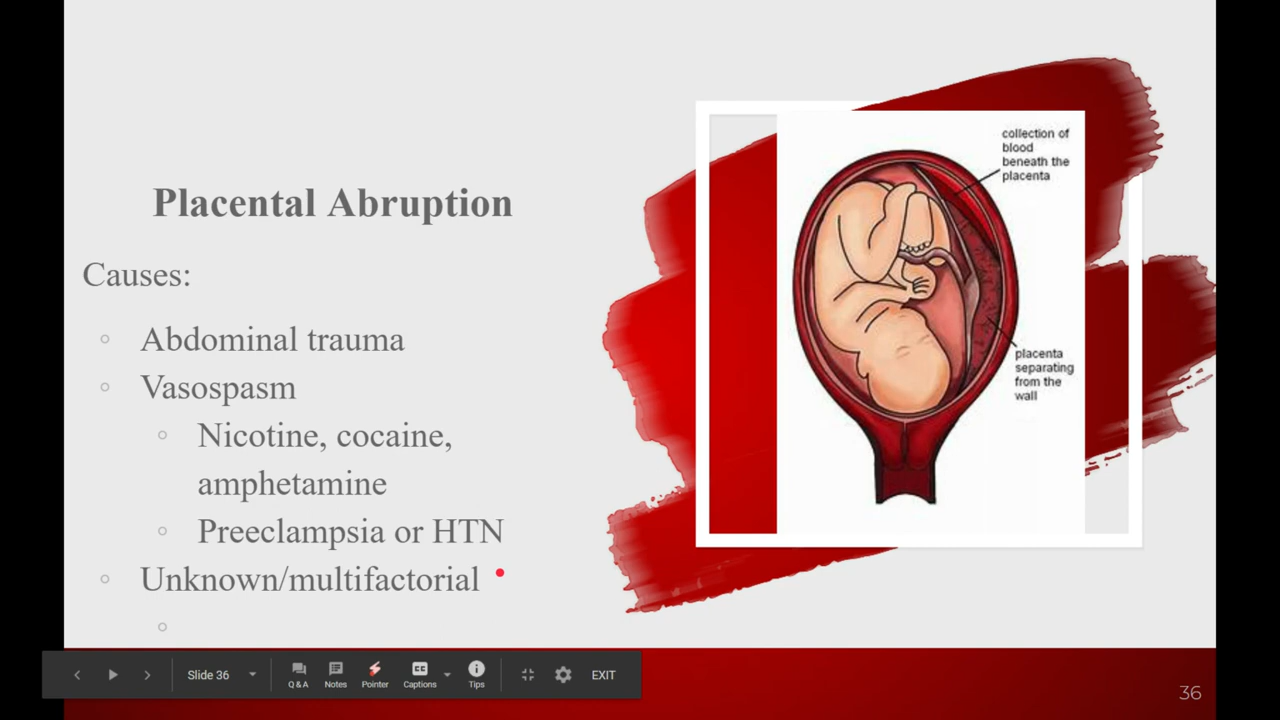 Placental Abruption
Causes:
Abdominal trauma
Vasospasm
Nicotine, cocaine,
amphetamine
Preeclampsia or HTN
Unknown/multifactorial
collection of
blood
beneath the
placenta
placenta
separating
from the
wall
Slide 36
Q & A
Notes
Pointer
CC
Captions
Tips
EXIT
36